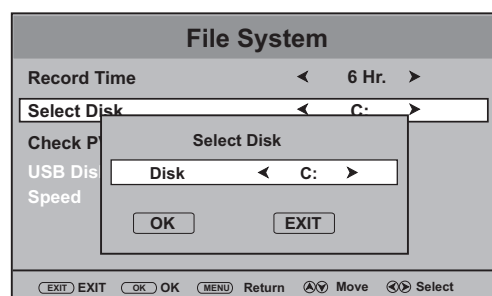 File System
Record Time 6 Hr.
Select Disk C:
Check
Select Disk
USB
Disk C:
Speed
OK EXIT
EXIT EXIT OK OK MENU Return Move Select